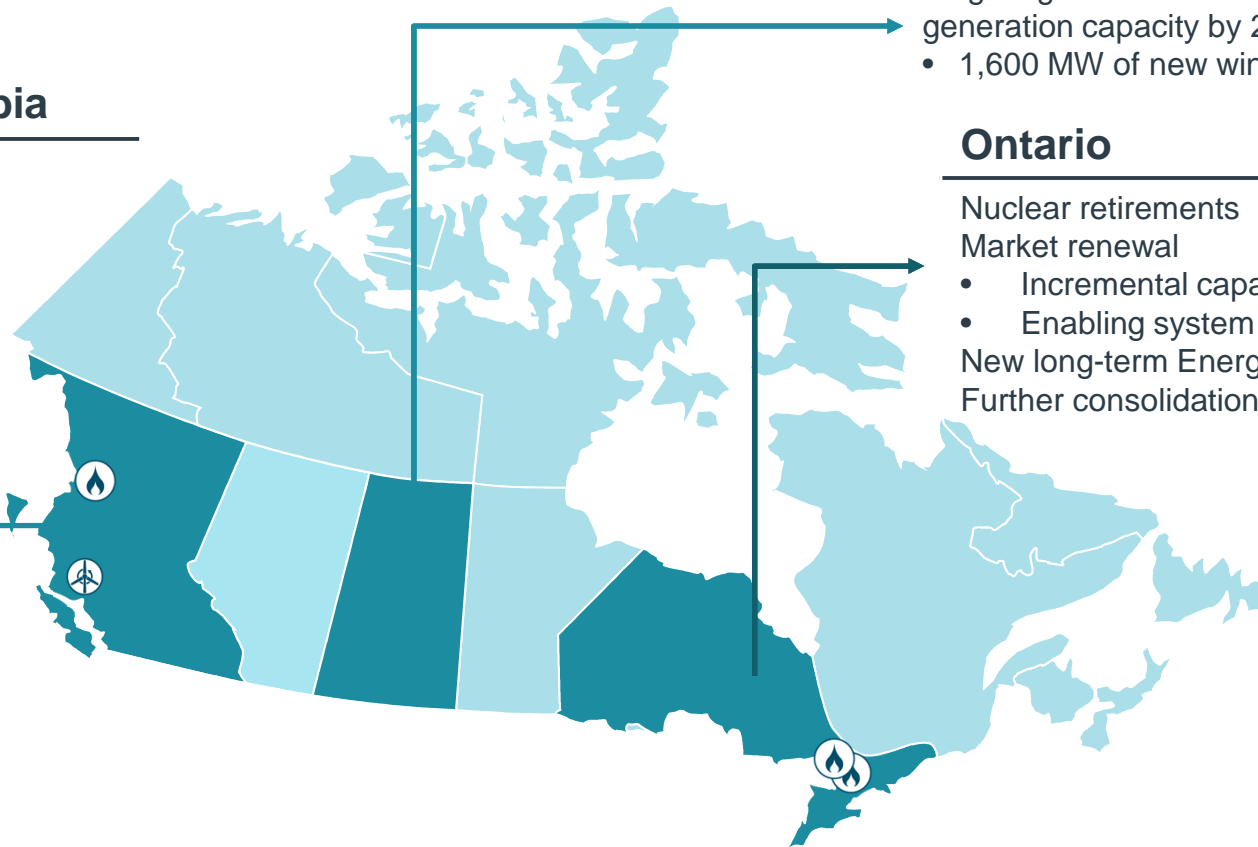 generation capacity by 2
• 1,600 MW of new win
bia
Ontario
Nuclear retirements
Market renewal
• Incremental capa
• Enabling system
New long-term Energ
Further consolidation